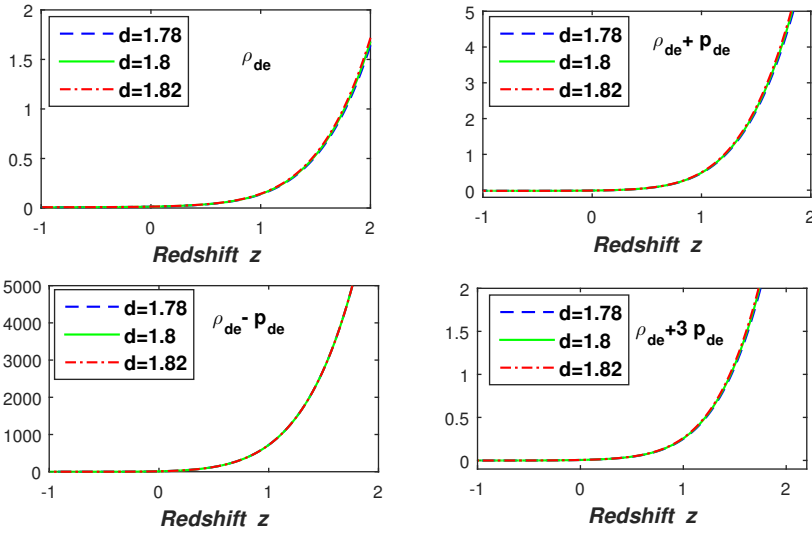 2
1.5
1
0.5
0
-1
0
1
2
d=1.78
d=1.8
d=1.82
ρde
Redshift z
5
4
3
2
1
0
-1
0
1
2
d=1.78
d=1.8
d=1.82
ρde+ pde
Redshift z
5000
4000
3000
2000
1000
0
-1
0
1
2
d=1.78
d=1.8
d=1.82
ρde- pde
Redshift z
2
1.5
1
0.5
0
-1
0
1
2
d=1.78
d=1.8
d=1.82
ρde+3 pde
Redshift z